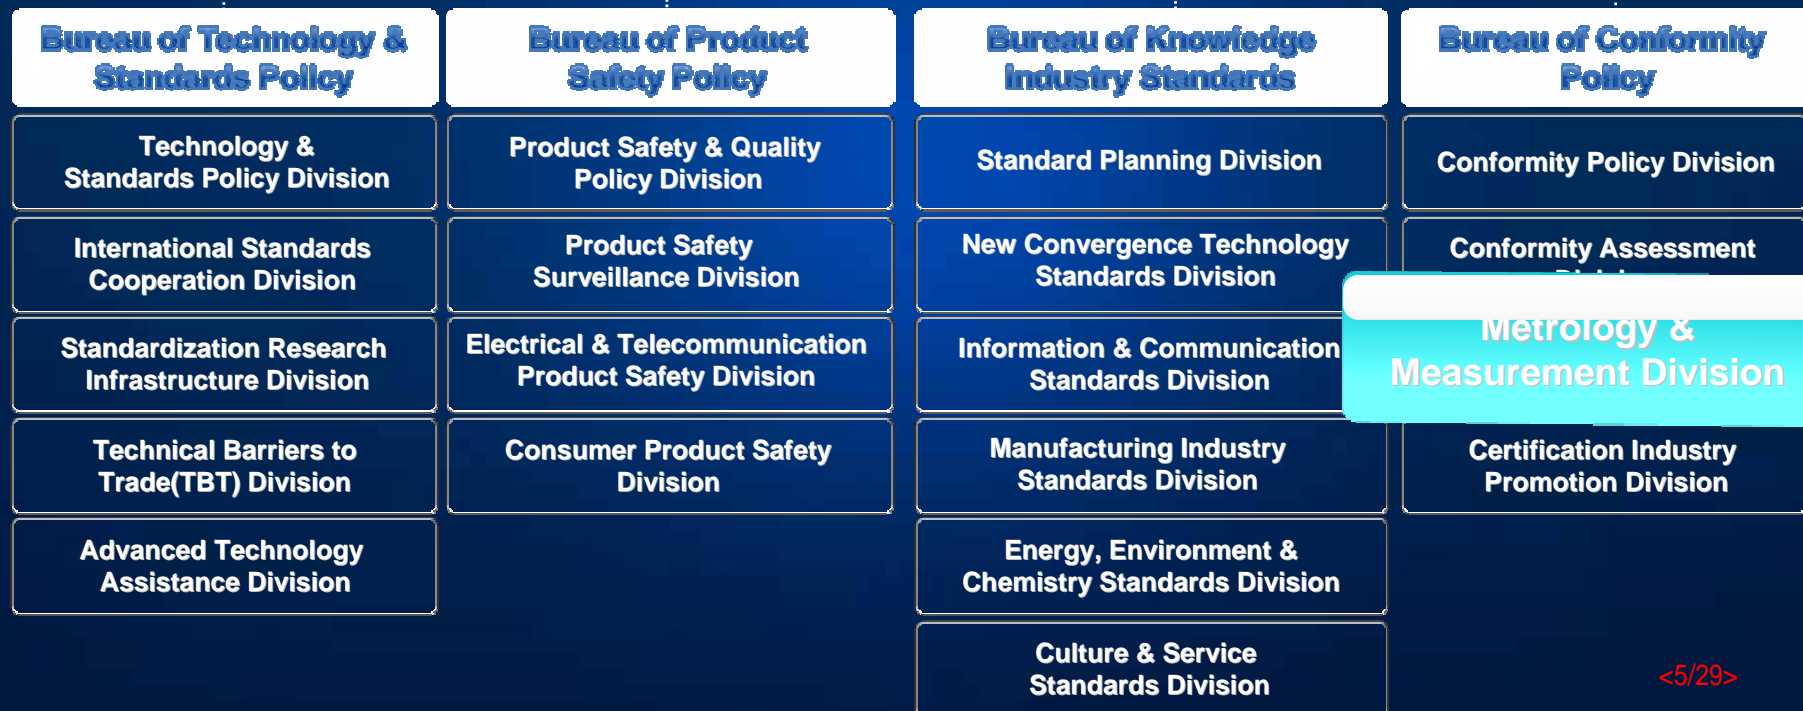 Bureau of Technology &
Standards Policy
Technology &
Standards Policy Division
International Standards
Cooperation Division
Standardization Research
Infrastructure Division
Technical Barriers to
Trade(TBT) Division
Advanced Technology
Assistance Division
Bureau of Product
Safety Policy
Product Safety & Quality
Policy Division
Product Safety
Surveillance Division
Electrical & Telecommunication
Product Safety Division
Consumer Product Safety
Division
Bureau of Knowledge
Industry Standards
Standard Planning Division
New Convergence Technology
Standards Division
Information & Communication
Standards Division
Manufacturing Industry
Standards Division
Energy, Environment &
Chemistry Standards Division
Culture & Service
Standards Division
Bureau of Conformity
Policy
Conformity Policy Division
Conformity Assessment
Metrology &
Measurement Division
Certification Industry
Promotion Division
<5/29>